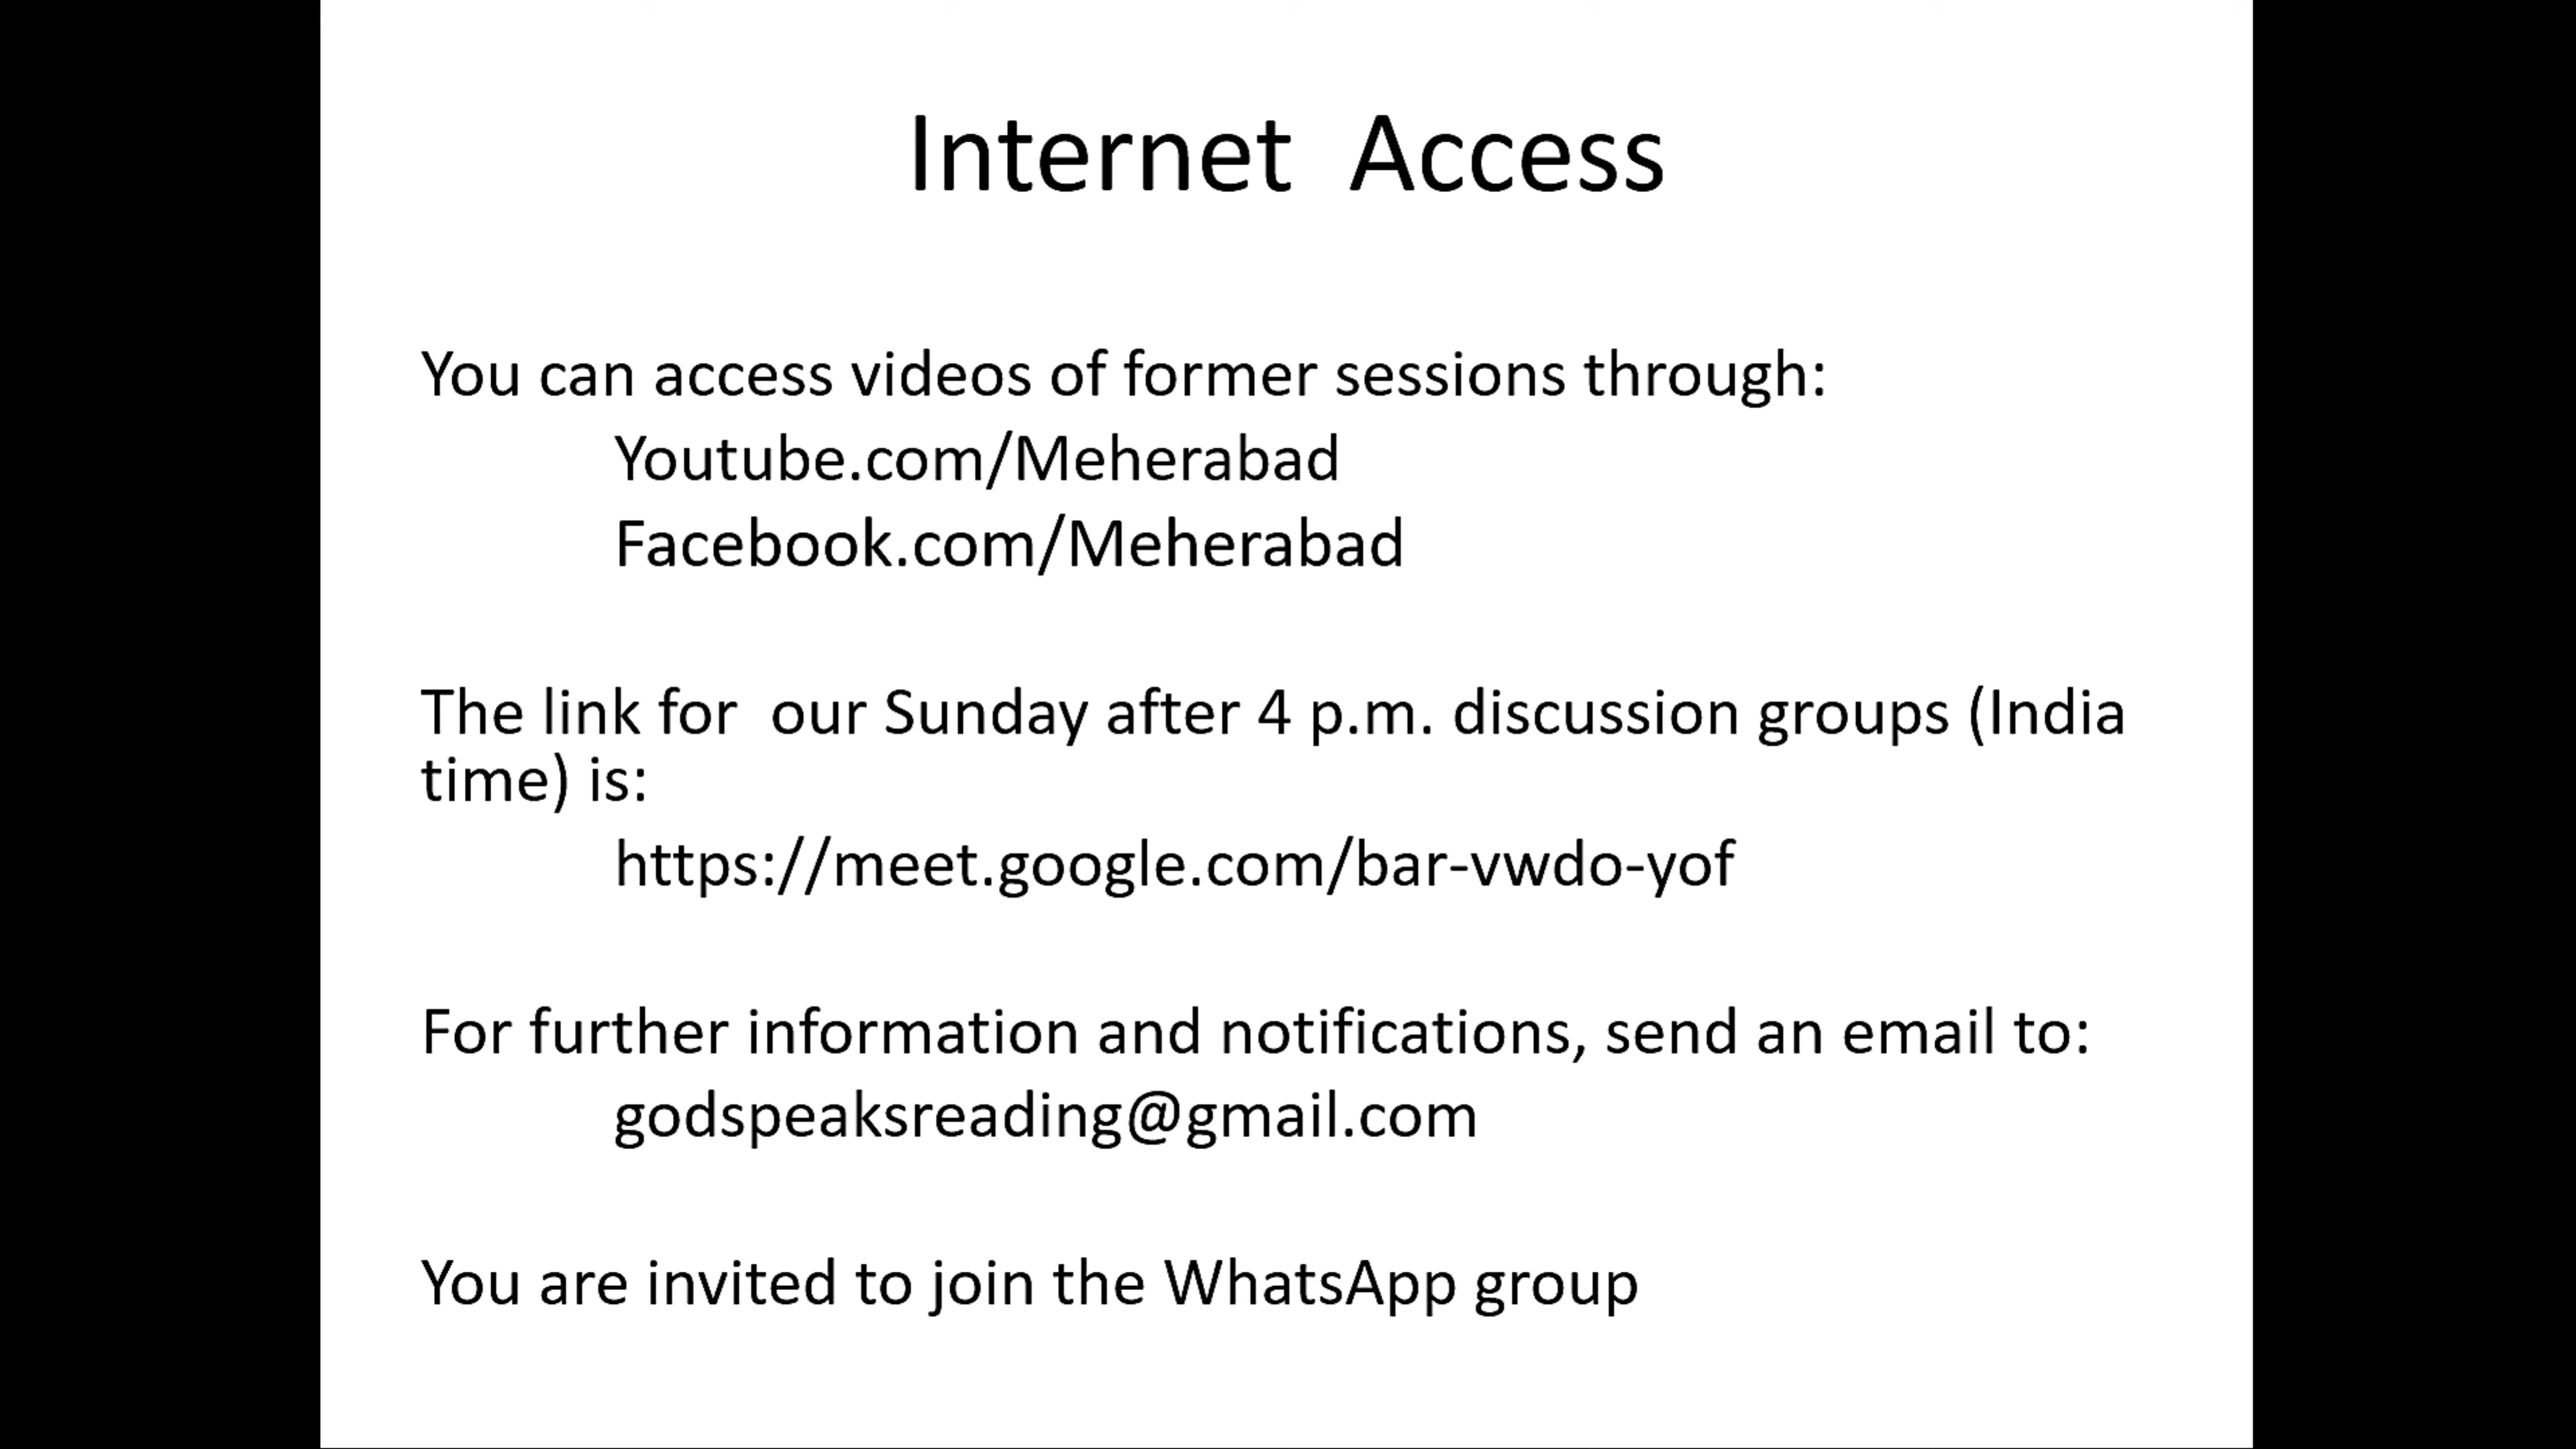 Internet  Access
You can access videos of former sessions through:
Youtube.com/Meherabad
Facebook.com/Meherabad
The link for  our Sunday after 4 p.m. discussion groups (India
time) is:
https://meet.google.com/bar-vwdo-yof
For further information and notifications, send an email to:
godspeaksreading@gmail.com
You are invited to join the WhatsApp group